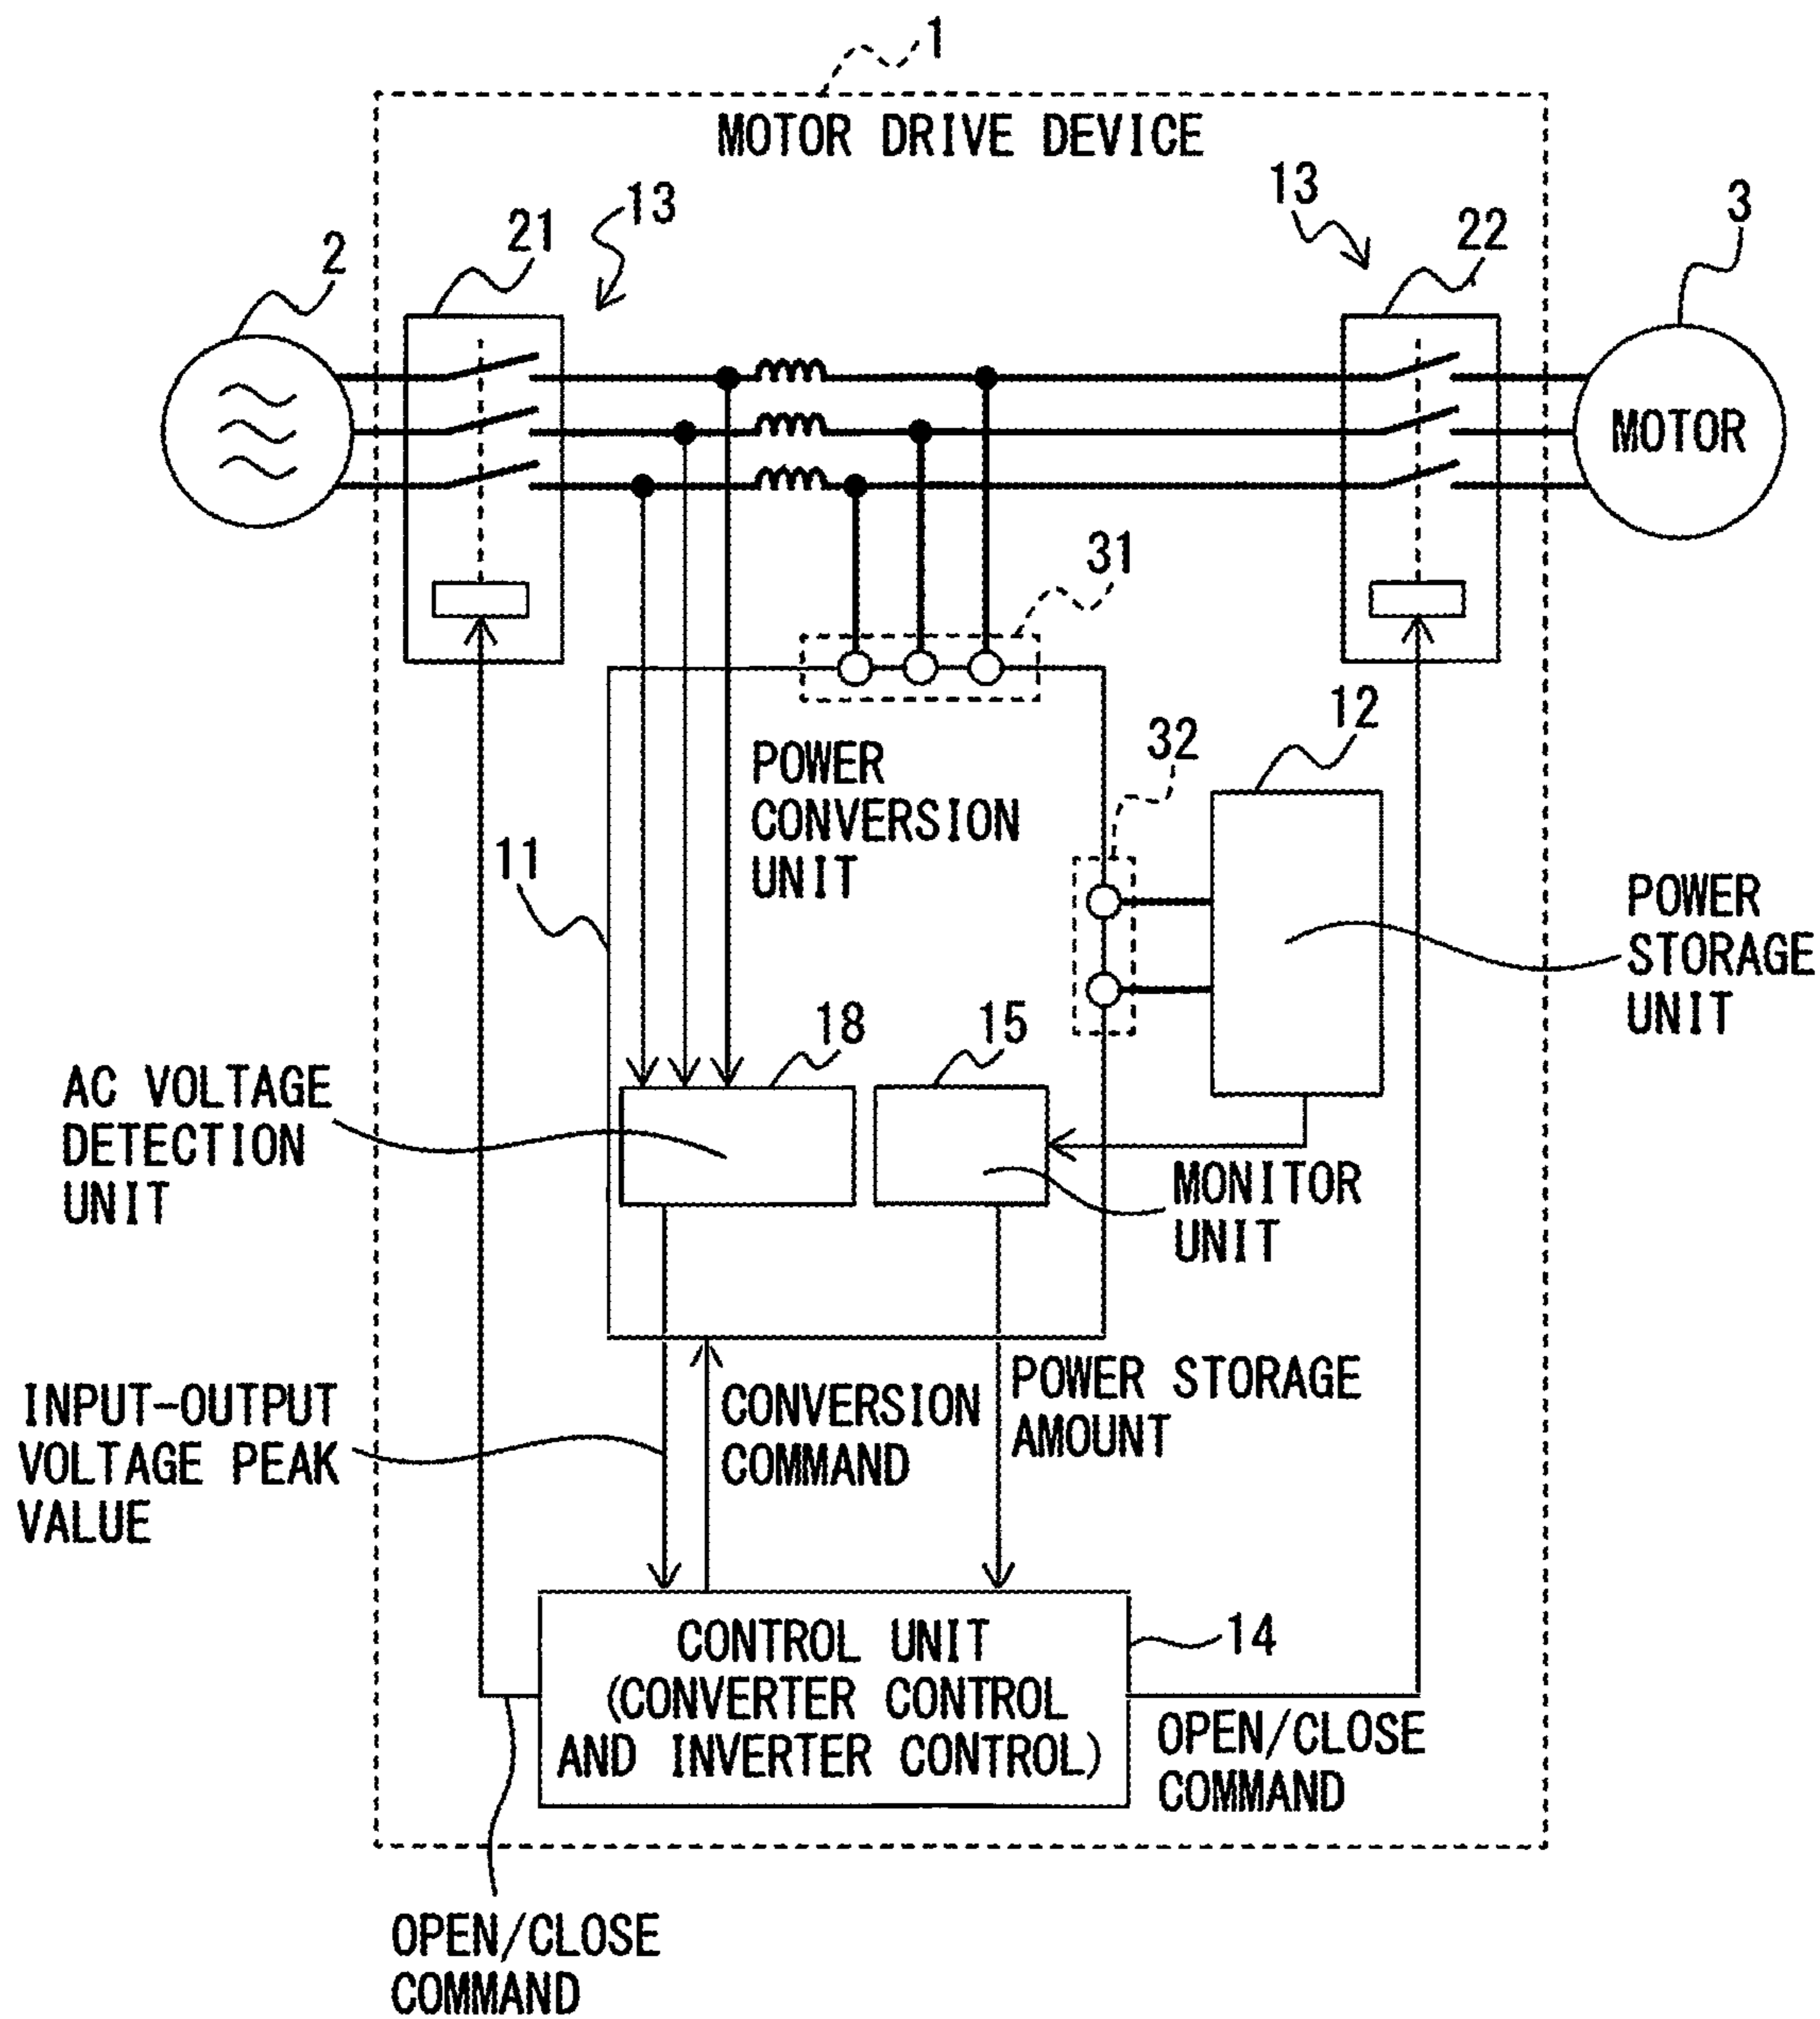 1
MOTOR DRIVE DEVICE
13
13
21
22
3
2
MOTOR
31
12
32
POWER
CONVERSION
UNIT
11
POWER
STORAGE
UNIT
18
15
AC VOLTAGE
DETECTION
UNIT
MONITOR
UNIT
INPUT-OUTPUT
VOLTAGE PEAK
VALUE
CONVERSION
COMMAND
POWER STORAGE
AMOUNT
CONTROL UNIT
(CONVERTER CONTROL
AND INVERTER CONTROL)
14
OPEN/CLOSE
COMMAND
OPEN/CLOSE
COMMAND